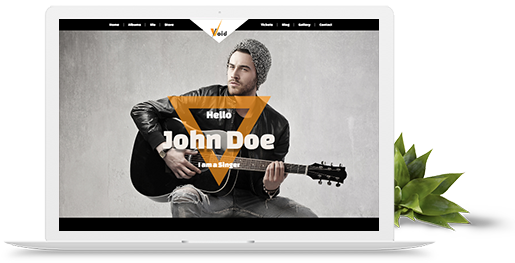 Home | Albums | Bio | Store
Void
Tickets | Blog | Gallery | Contact
Hello
John Doe
I am a Singer